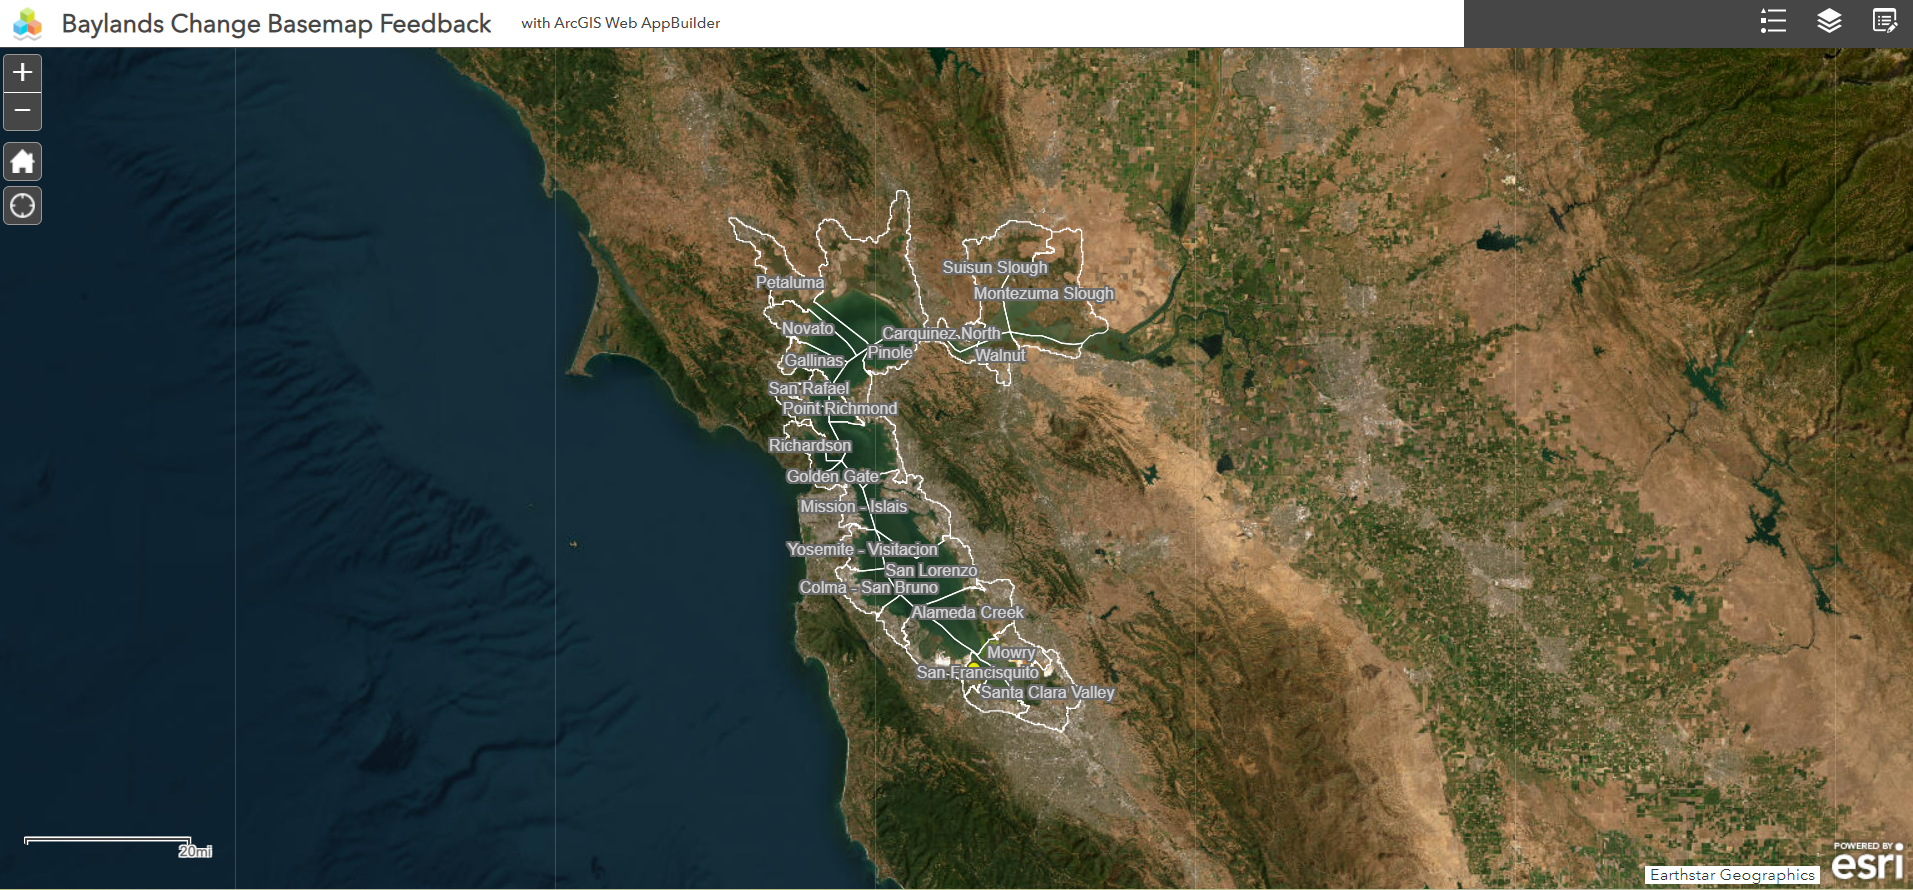 Baylands Change Basemap Feedback
with ArcGIS Web AppBuilder
Suisun Slough
Petaluma
Montezuma Slough
Novato
Carquinez North
Pinole
Walnut
Gallinas
San Rafael
Point Richmond
Richardson
Golden Gate
Mission - Islais
Yosemite - Visitacion
San Lorenzo
Colma - San Bruno
Alameda Creek
Mowry
San Francisquito
Santa Clara Valley
20mi
POWERED BY
esri
Earthstar Geographics